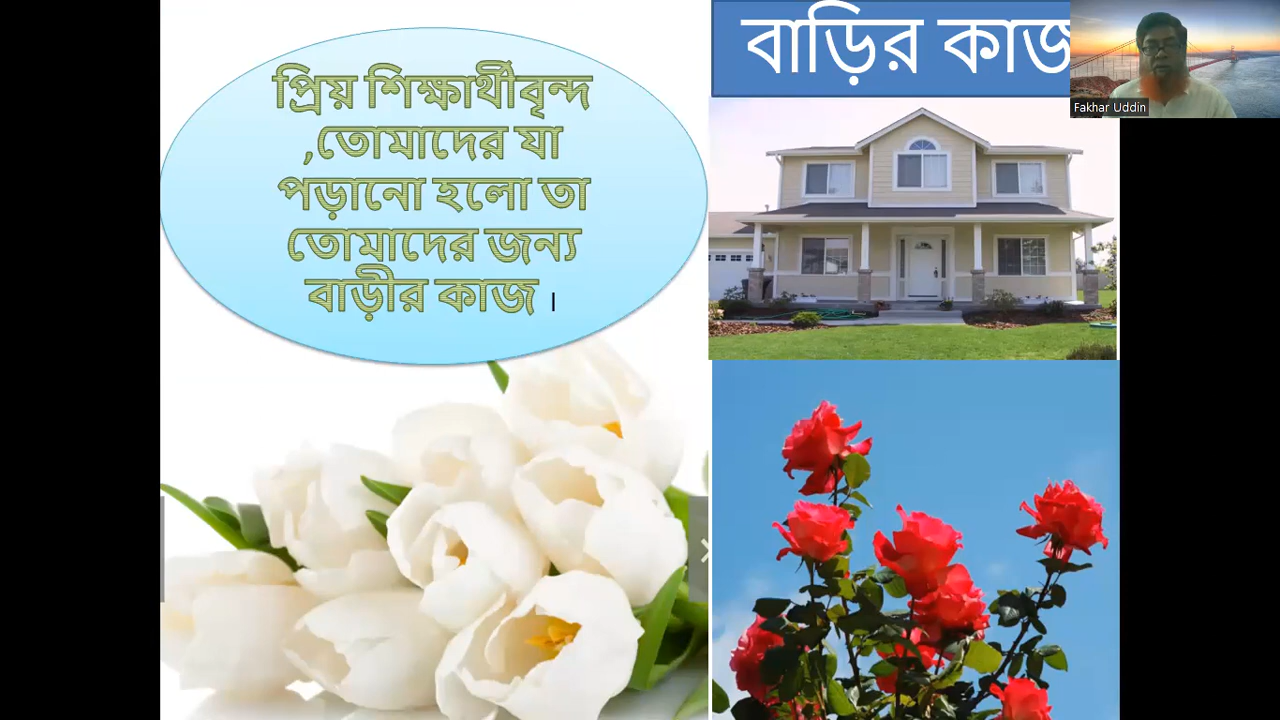 প্রিয় শিক্ষার্থীবৃন্দ
,তোমাদের যা
পড়ানো হলো তা
তোমাদের জন্য
বাড়ীর কাজ ।
বাড়ির কাজ
Fakhar Uddin